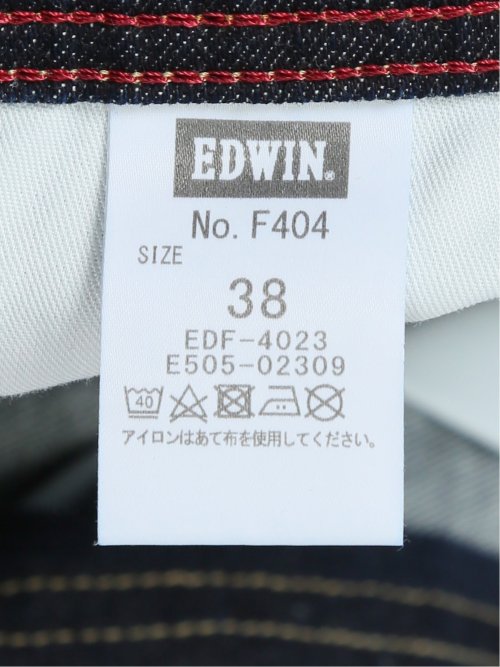 EDWIN®
No. F404
SIZE
38
EDF-4023
E505-02309
40
アイロンはあて布を使用してください。